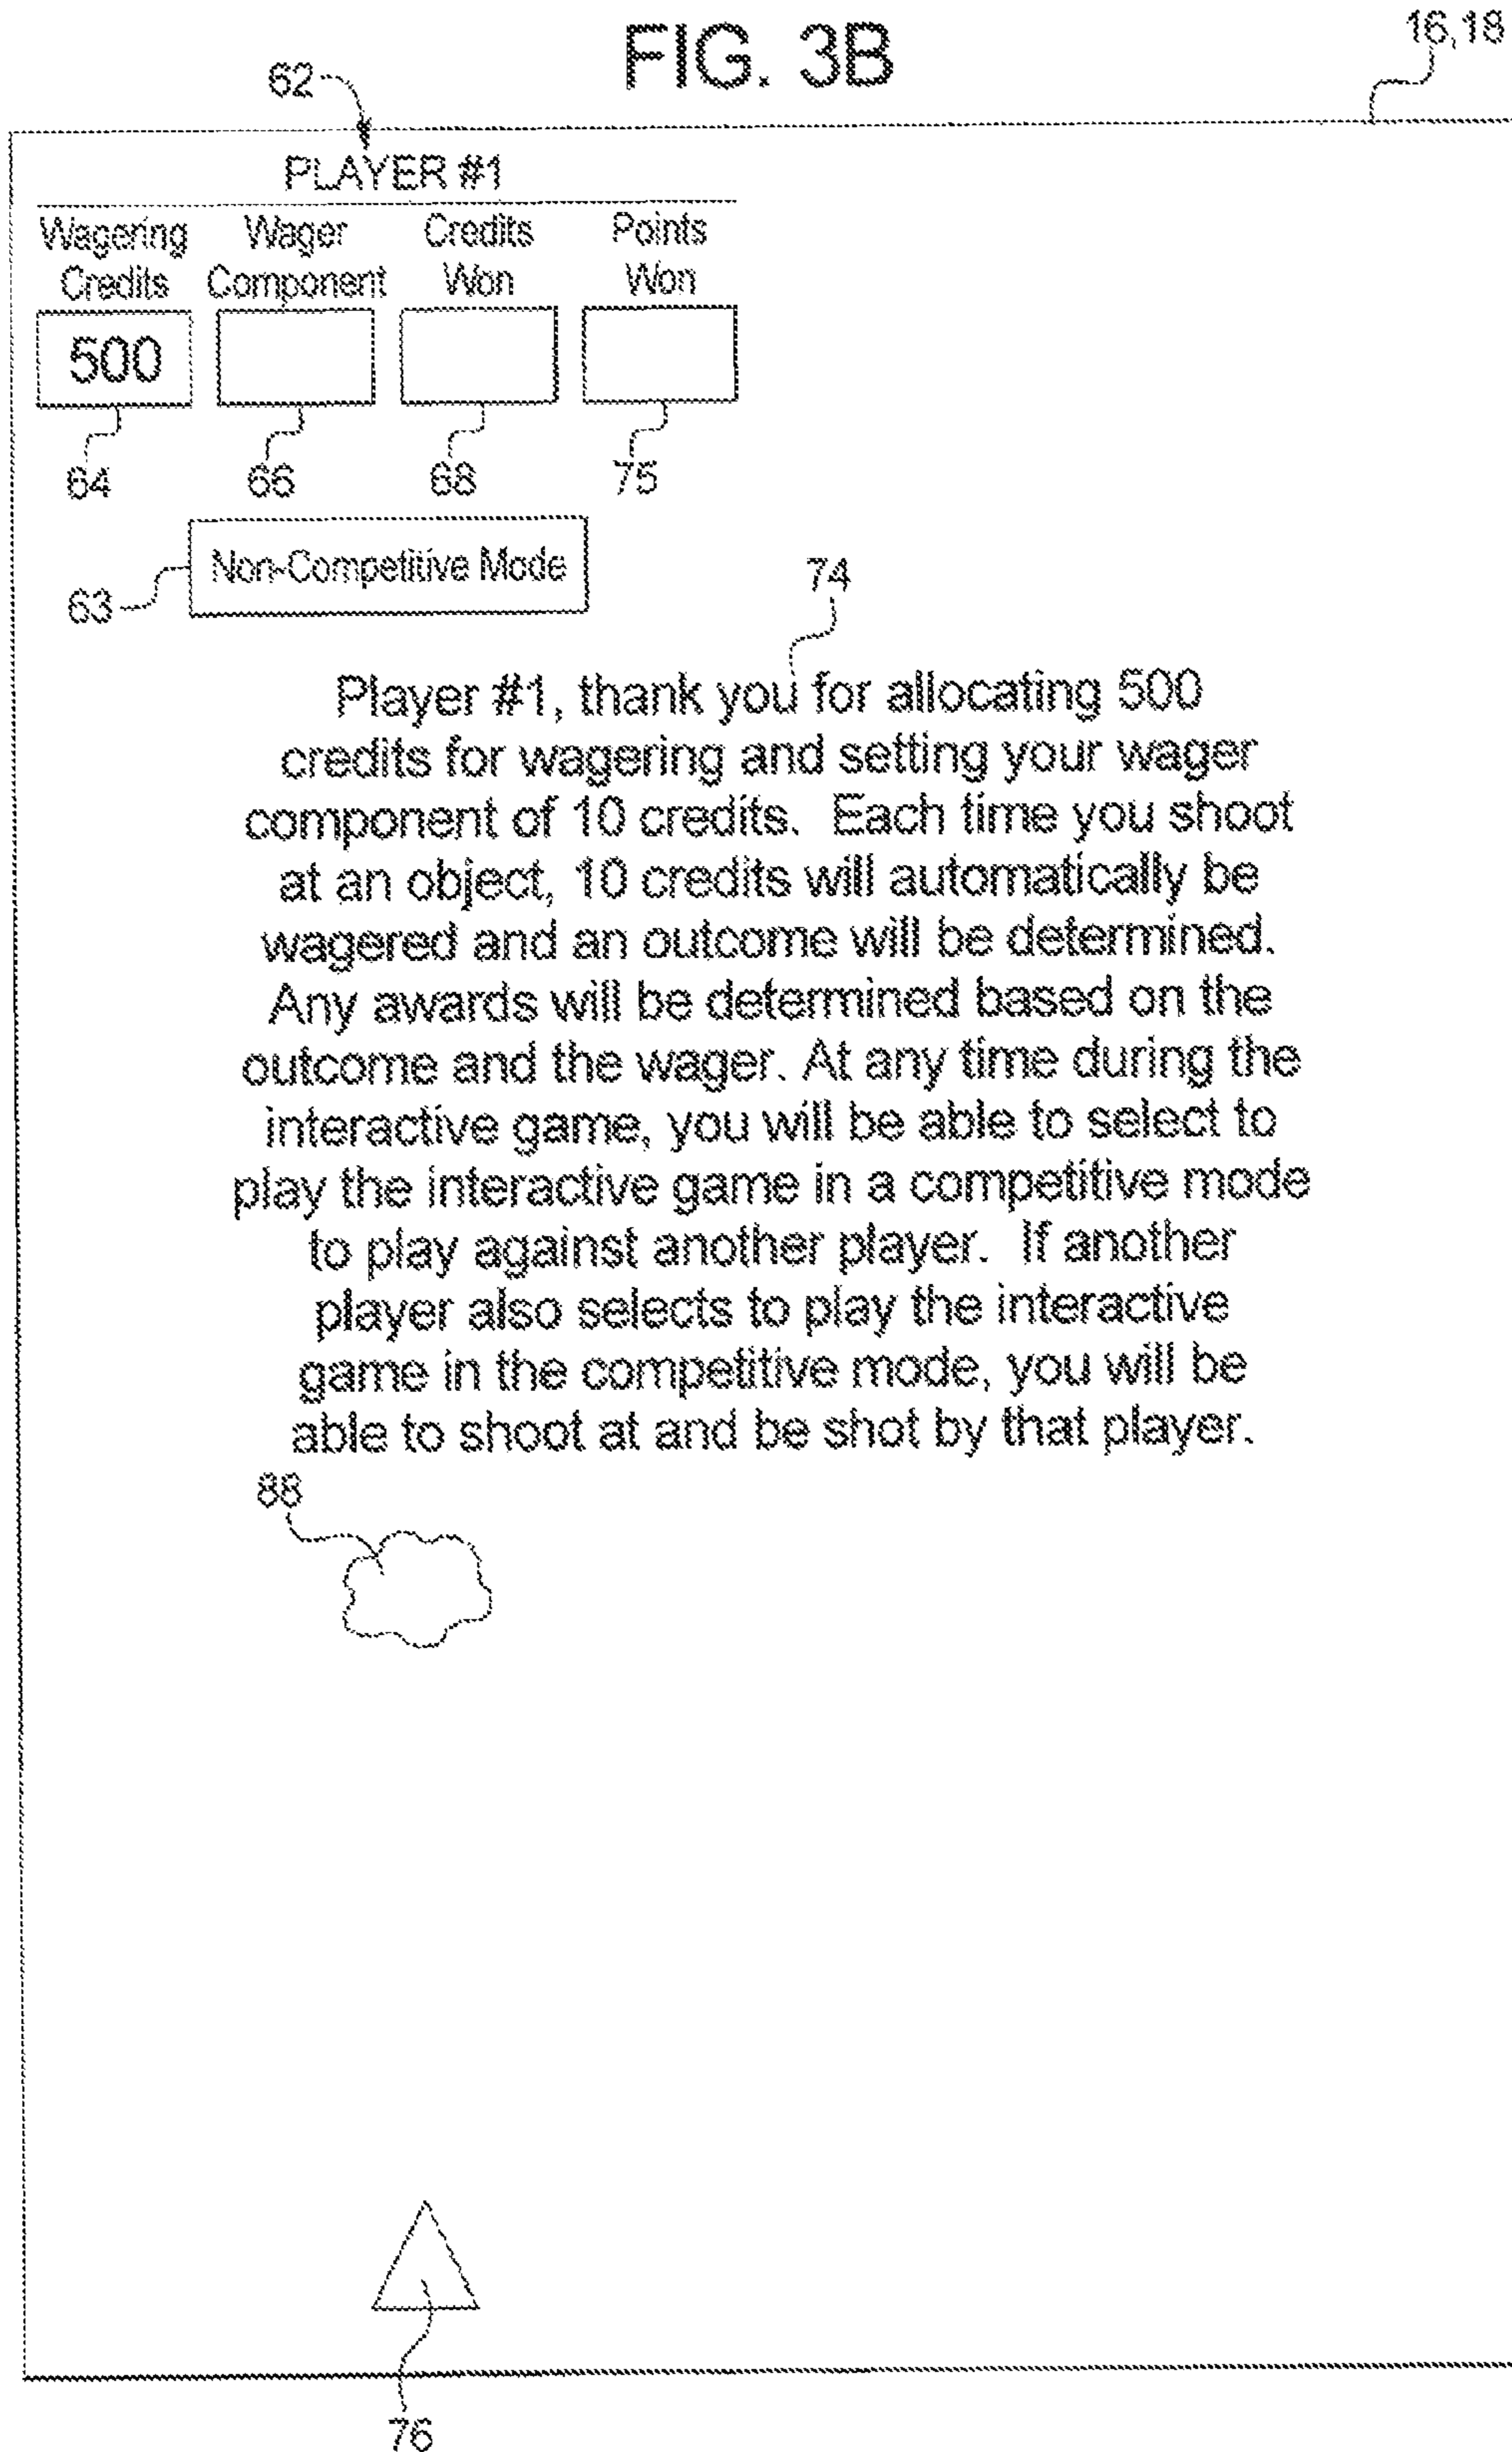 FIG. 3B
16,18
62
PLAYER #1
Wagering Wager Credits Points
Credits Component Won Won
500
64 66 68 75
Non-Competitive Mode
63
74
Player #1, thank you for allocating 500
credits for wagering and setting your wager
component of 10 credits. Each time you shoot
at an object, 10 credits will automatically be
wagered and an outcome will be determined.
Any awards will be determined based on the
outcome and the wager. At any time during the
interactive game, you will be able to select to
play the interactive game in a competitive mode
to play against another player. If another
player also selects to play the interactive
game in the competitive mode, you will be
able to shoot at and be shot by that player.
88
76